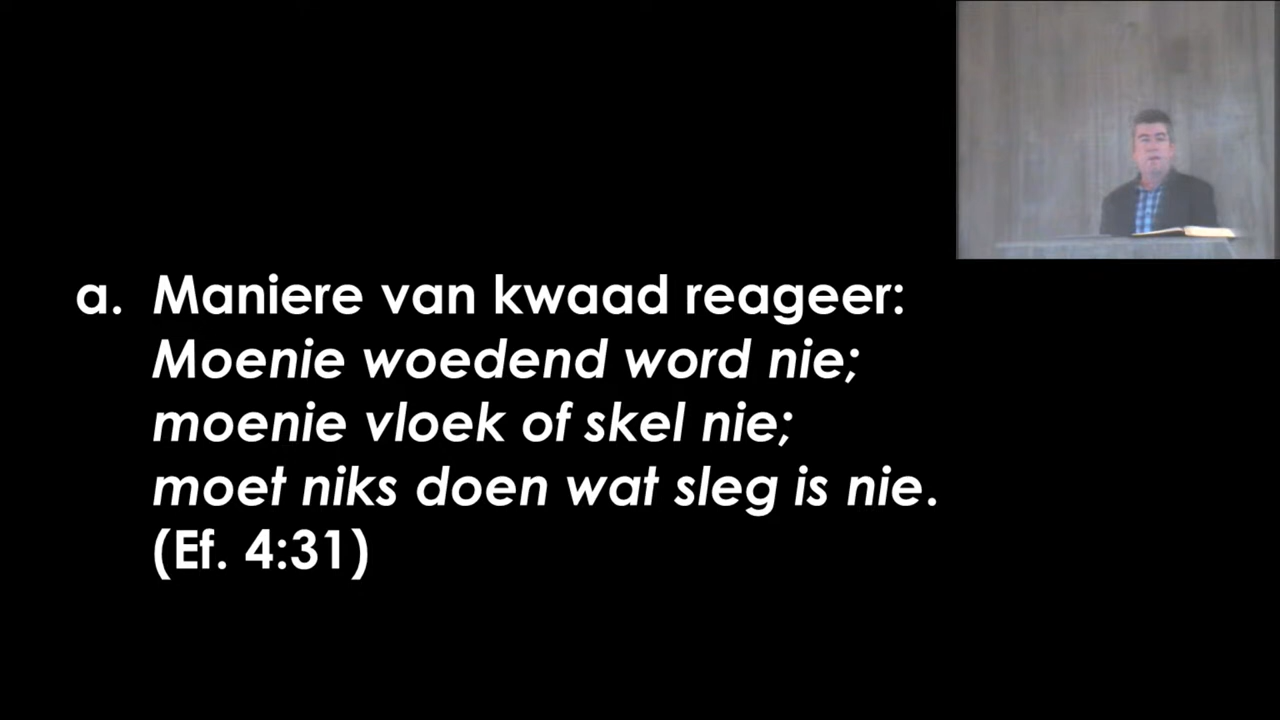 a. Maniere van kwaad reageer:
Moenie woedend word nie;
moenie vloek of skel nie;
moet niks doen wat sleg is nie.
(Ef. 4:31)